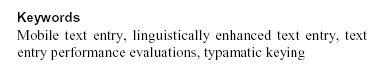 Keywords
Mobile text entry, linguistically enhanced text entry, text
entry performance evaluations, typamatic keying